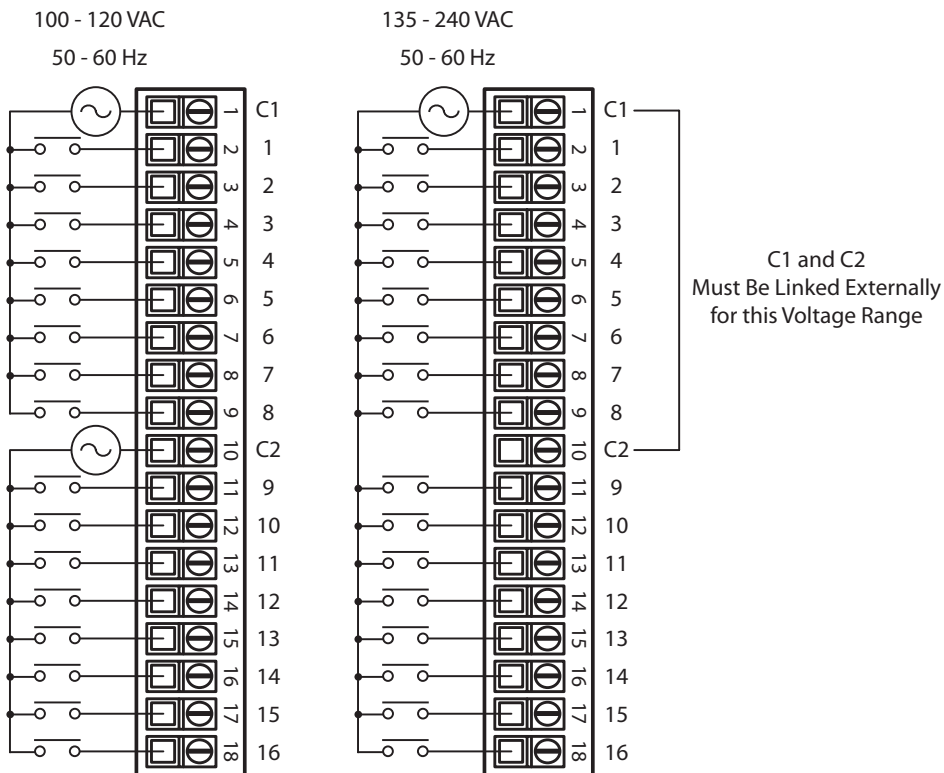 100 - 120 VAC
50 - 60 Hz
1 C1
2 1
3 2
4 3
5 4
6 5
7 6
8 7
9 8
10 C2
11 9
12 10
13 11
14 12
15 13
16 14
17 15
18 16
135 - 240 VAC
50 - 60 Hz
1 C1
2 1
3 2
4 3
5 4
6 5
7 6
8 7
9 8
10 C2
11 9
12 10
13 11
14 12
15 13
16 14
17 15
18 16
C1 and C2
Must Be Linked Externally
for this Voltage Range